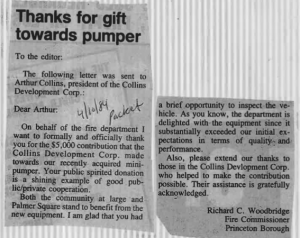 Thanks for gift
towards pumper
To the editor:
The following letter was sent to
Arthur Collins, president of the Collins
Development Corp.:
4/10/84
Packet
Dear Arthur:
On behalf of the fire department I
want to formally and officially thank
you for the $5,000 contribution that the
Collins Development Corp. made
towards our recently acquired mini-
pumper. Your public spirited donation
is a shining example of good pub-
lic/private cooperation.
Both the community at large and
Palmer Square stand to benefit from the
new equipment. I am glad that you had
a brief opportunity to inspect the ve-
hicle. As you know, the department is
delighted with the equipment since it
substantially exceeded our initial ex-
pectations in terms of quality and
performance.
Also, please extend our thanks to
those in the Collins Devlopment Corp.
who helped to make the contribution
possible. Their assistance is gratefully
acknowledged.
Richard C. Woodbridge
Fire Commissioner
Princeton Borough